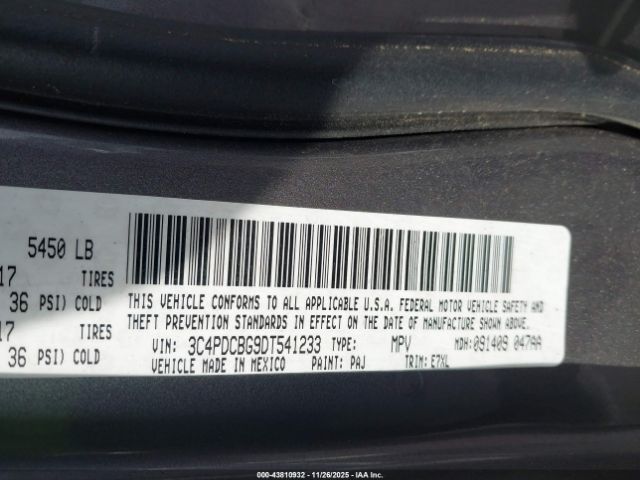 5450 LB
17 TIRES
36 PSI) COLD
17 TIRES
36 PSI) COLD
THIS VEHICLE CONFORMS TO ALL APPLICABLE U.S.A. FEDERAL MOTOR VEHICLE SAFETY AND
THEFT PREVENTION STANDARDS IN EFFECT ON THE DATE OF MANUFACTURE SHOWN ABOVE.
VIN: 3C4PDCBG9DT541233 TYPE: MPV MDH: 091409 047AA
VEHICLE MADE IN MEXICO PAINT: PAJ TRIM: E7XL
000-43810932 - 11/26/2025 - IAA Inc.